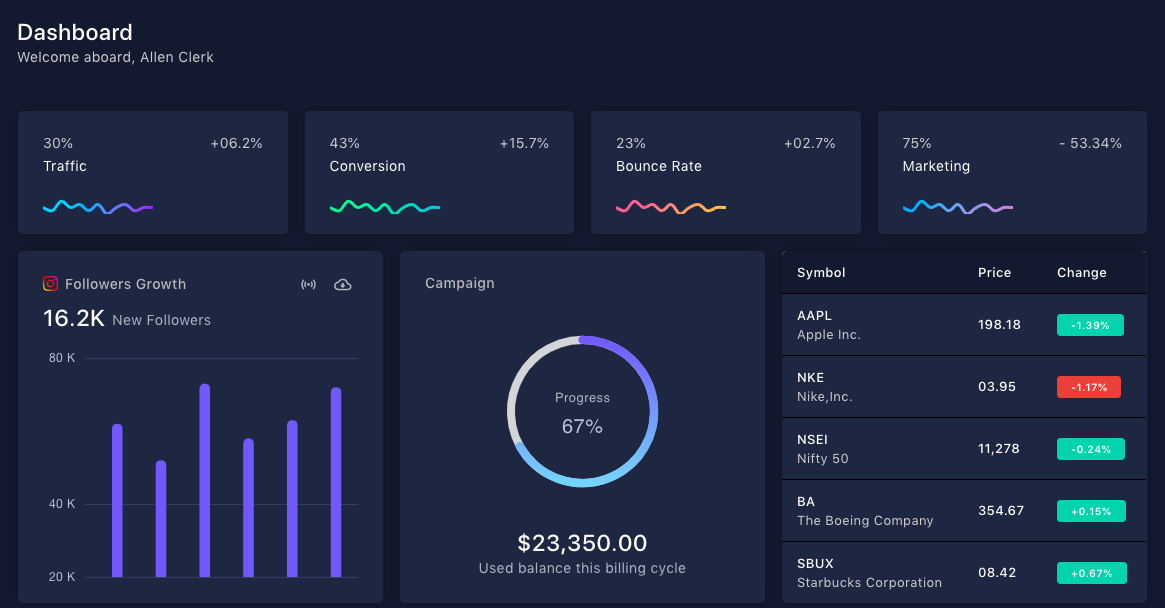 Dashboard
Welcome aboard, Allen Clerk
30% +06.2%
Traffic
43% +15.7%
Conversion
23% +02.7%
Bounce Rate
75% - 53.34%
Marketing
Followers Growth
16.2K New Followers
80 K
40 K
20 K
Campaign
Progress
67%
$23,350.00
Used balance this billing cycle
Symbol Price Change
AAPL
Apple Inc.
198.18 -1.39%
NKE
Nike,Inc.
03.95 -1.17%
NSEI
Nifty 50
11,278 -0.24%
BA
The Boeing Company
354.67 +0.15%
SBUX
Starbucks Corporation
08.42 +0.67%